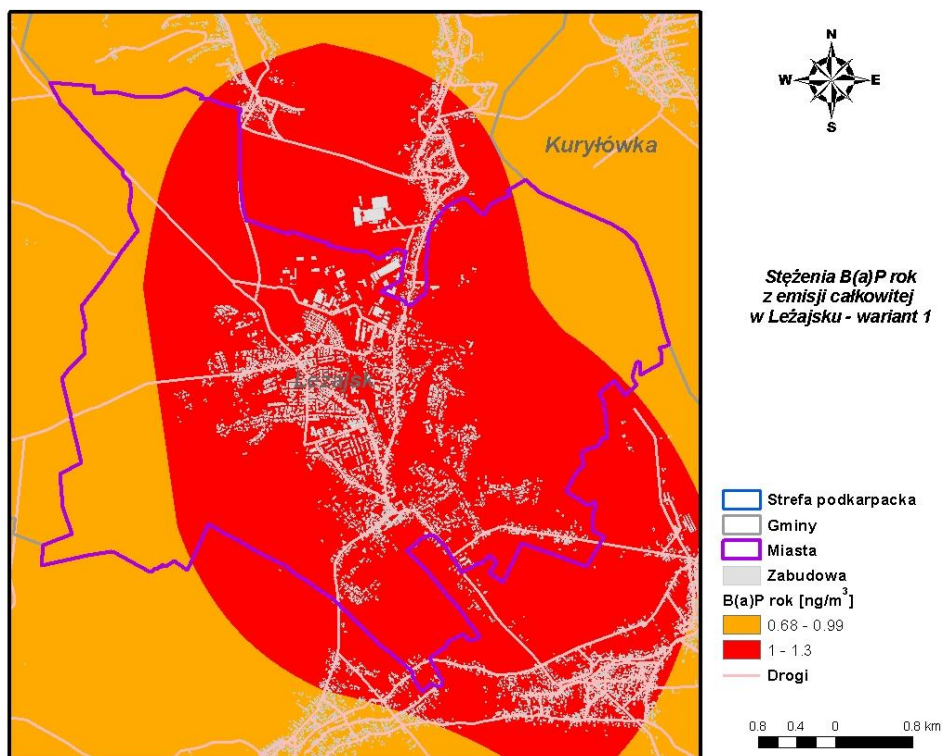 N
W E
S
Kuryłówka
Stężenia B(a)P rok
z emisji całkowitej
w Leżajsku - wariant 1
Leżajsk
Strefa podkarpacka
Gminy
Miasta
Zabudowa
B(a)P rok [ng/m³]
0.68 - 0.99
1 - 1.3
Drogi
0.8 0.4 0 0.8 km